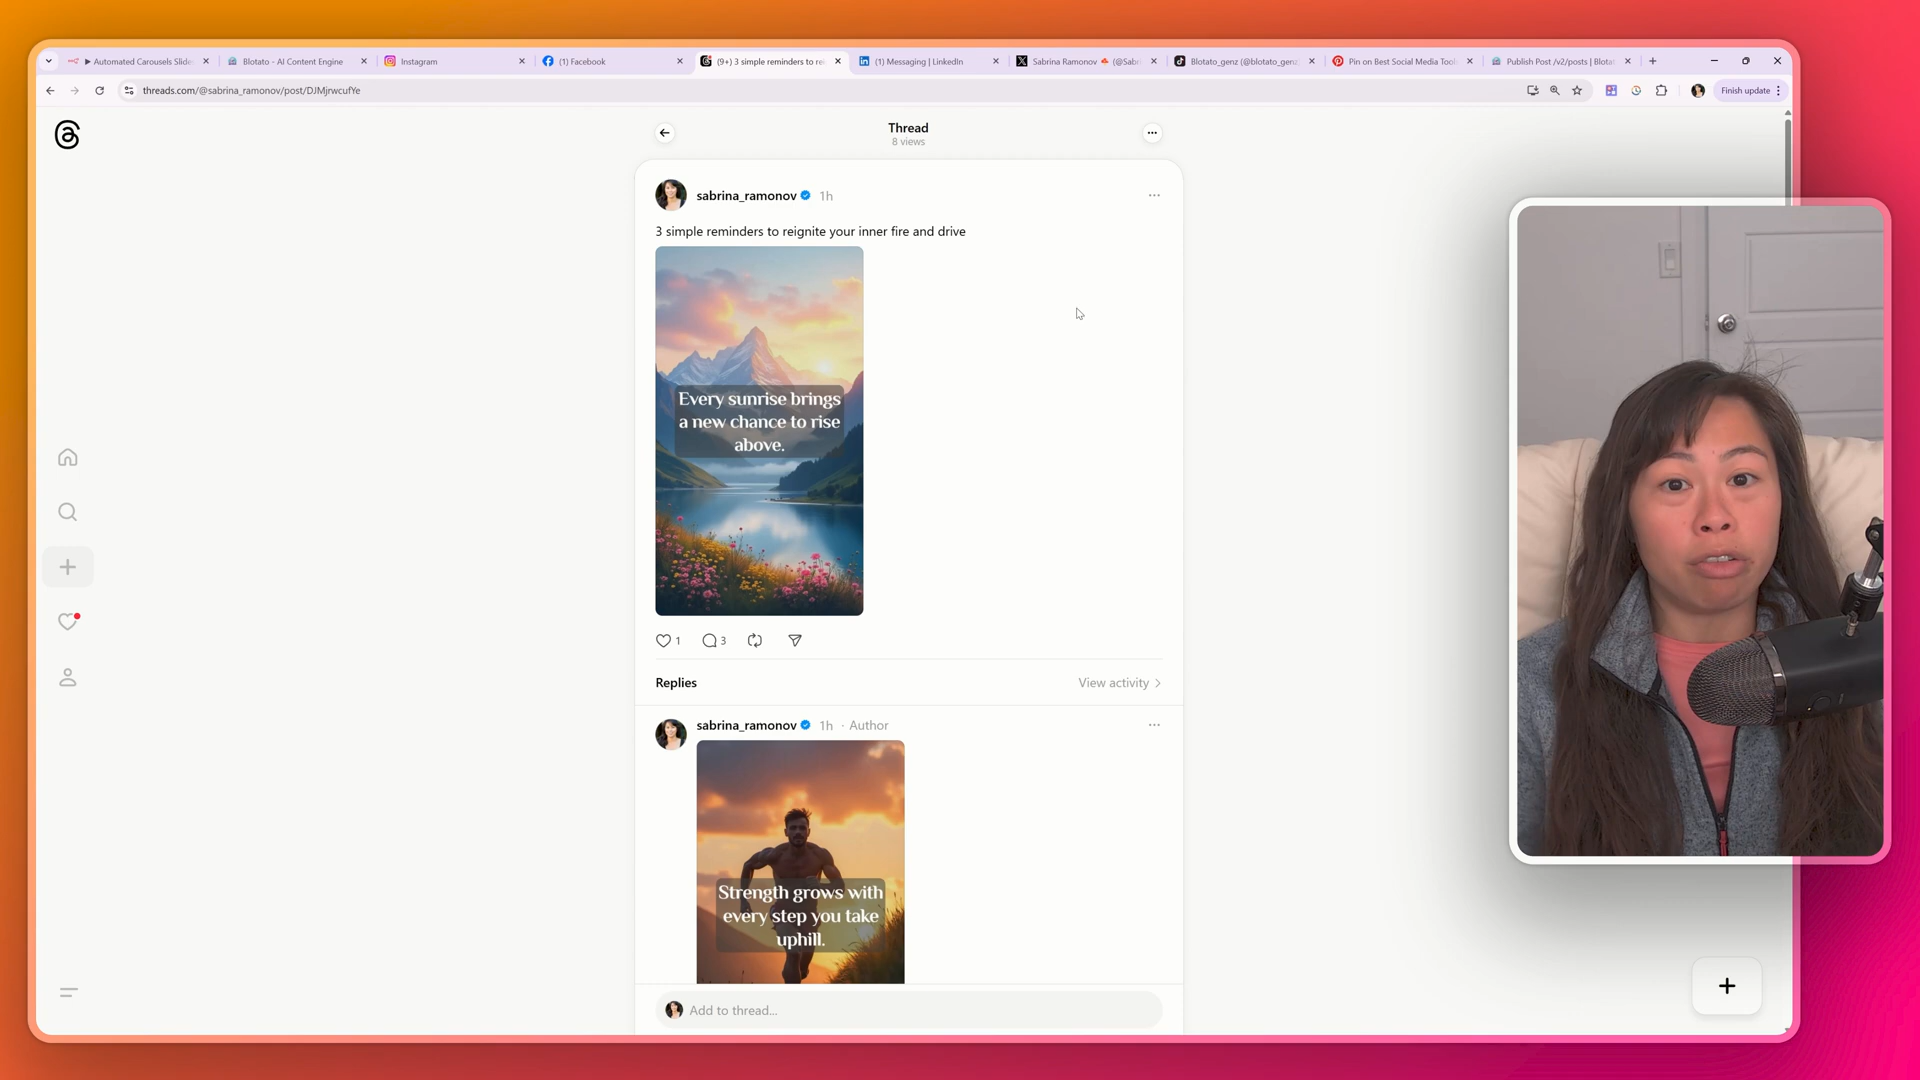 Automated Carousels Slide
Blotato - AI Content Engine
Instagram
(1) Facebook
(9+) 3 simple reminders to re
(1) Messaging | LinkedIn
Sabrina Ramonov
Blotato_genz (@blotato_genz
Pin on Best Social Media Tool
Publish Post /v2/posts | Blota
threads.com/@sabrina_ramonov/post/DJMjrwcufYe
Finish update
Thread
8 views
sabrina_ramonov 1h
3 simple reminders to reignite your inner fire and drive
Every sunrise brings
a new chance to rise
above.
1 3
Replies
View activity
sabrina_ramonov 1h · Author
Strength grows with
every step you take
uphill.
Add to thread...